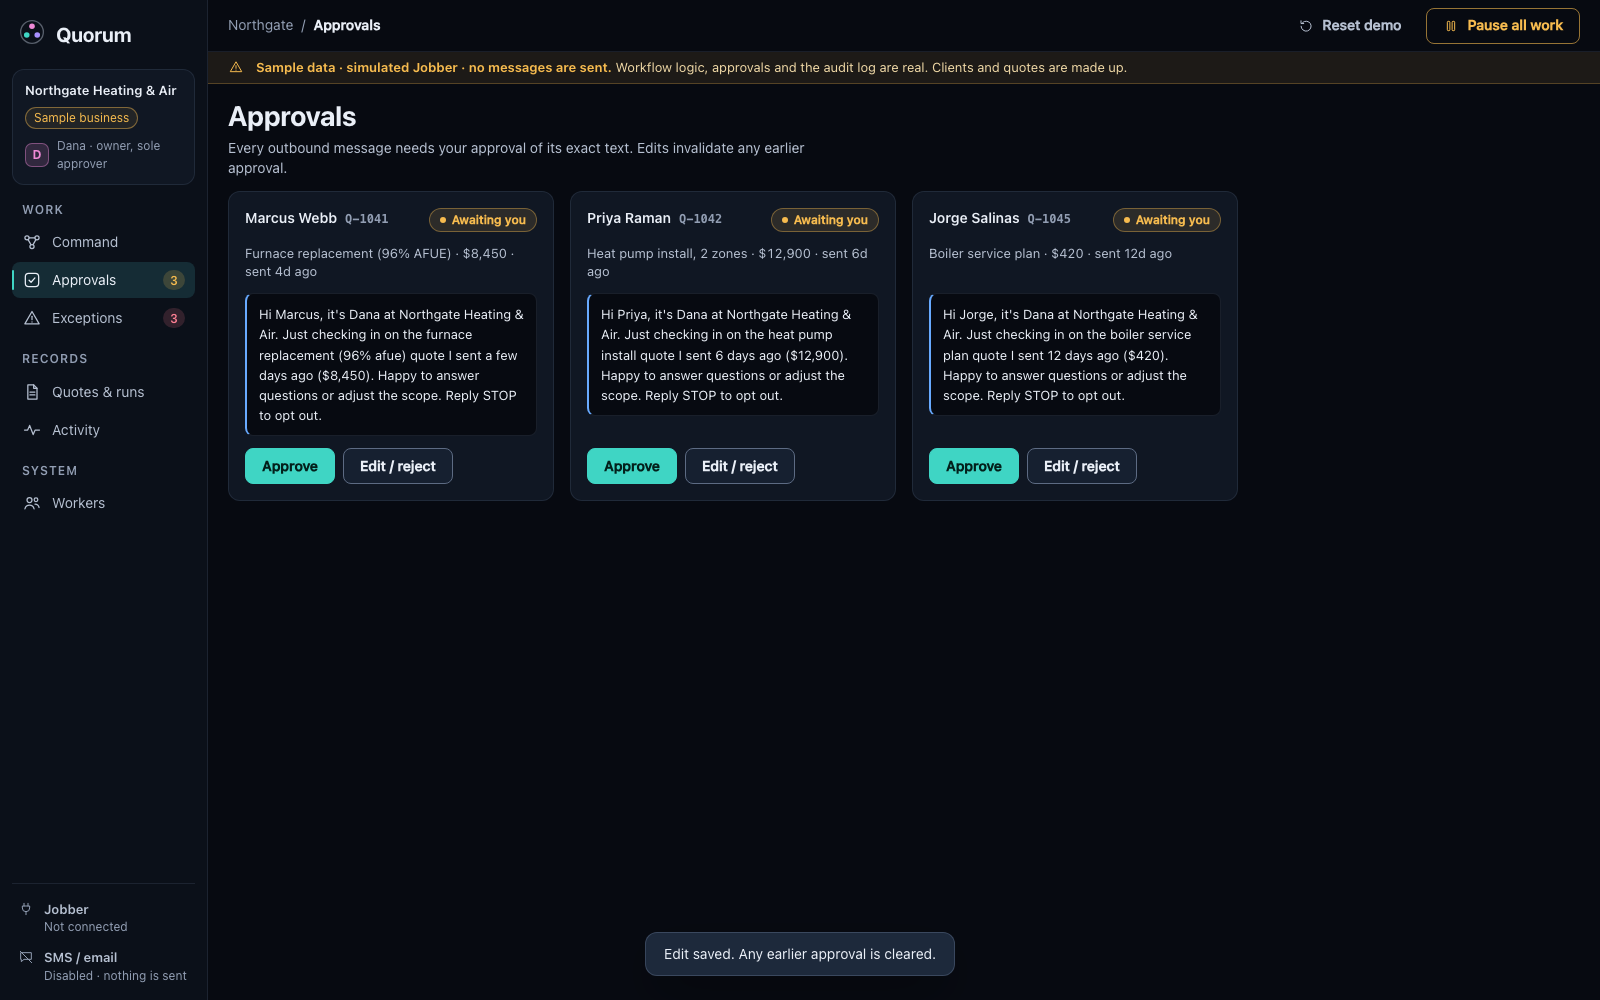 Quorum
Northgate Heating & Air
Sample business
D
Dana · owner, sole
approver
WORK
Command
Approvals 3
Exceptions 3
RECORDS
Quotes & runs
Activity
SYSTEM
Workers
Jobber
Not connected
SMS / email
Disabled · nothing is sent
Northgate / Approvals
Reset demo
Pause all work
Sample data · simulated Jobber · no messages are sent. Workflow logic, approvals and the audit log are real. Clients and quotes are made up.
Approvals
Every outbound message needs your approval of its exact text. Edits invalidate any earlier
approval.
Marcus Webb Q-1041 Awaiting you
Furnace replacement (96% AFUE) · $8,450 ·
sent 4d ago
Hi Marcus, it's Dana at Northgate Heating &
Air. Just checking in on the furnace
replacement (96% afue) quote I sent a few
days ago ($8,450). Happy to answer
questions or adjust the scope. Reply STOP
to opt out.
Approve
Edit / reject
Priya Raman Q-1042 Awaiting you
Heat pump install, 2 zones · $12,900 · sent 6d
ago
Hi Priya, it's Dana at Northgate Heating &
Air. Just checking in on the heat pump
install quote I sent 6 days ago ($12,900).
Happy to answer questions or adjust the
scope. Reply STOP to opt out.
Approve
Edit / reject
Jorge Salinas Q-1045 Awaiting you
Boiler service plan · $420 · sent 12d ago
Hi Jorge, it's Dana at Northgate Heating &
Air. Just checking in on the boiler service
plan quote I sent 12 days ago ($420).
Happy to answer questions or adjust the
scope. Reply STOP to opt out.
Approve
Edit / reject
Edit saved. Any earlier approval is cleared.